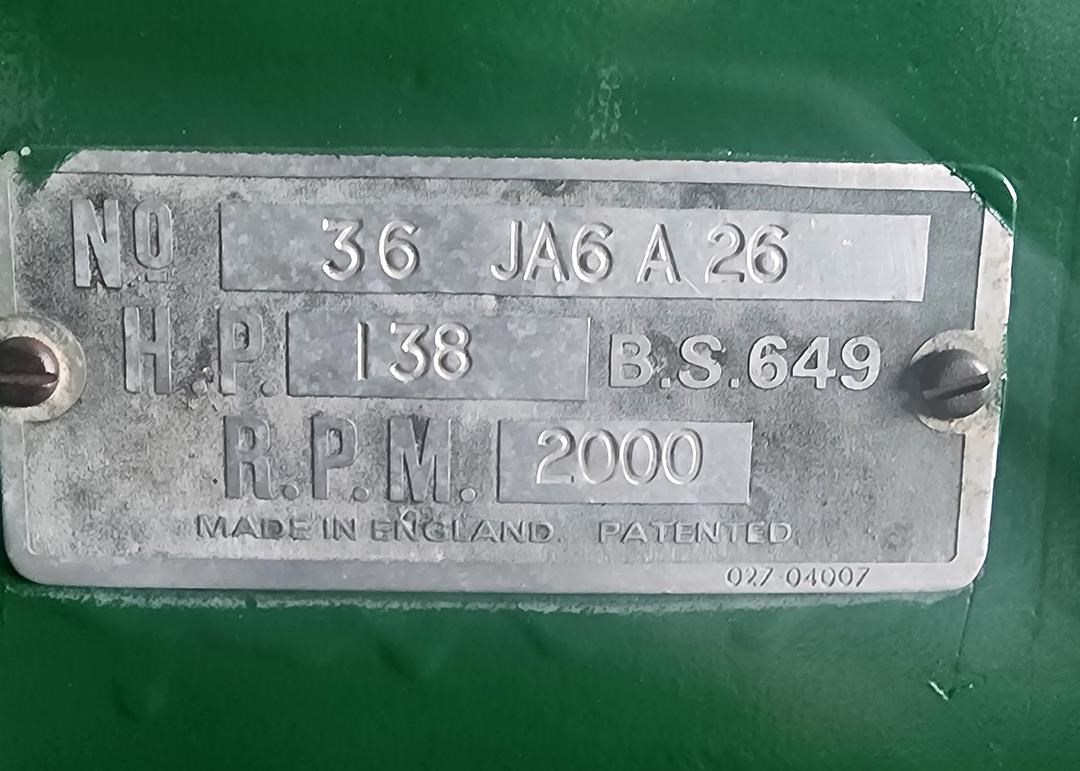 No 36 JA6 A 26
H.P. 138 B.S.649
R.P.M. 2000
MADE IN ENGLAND. PATENTED
027-04007